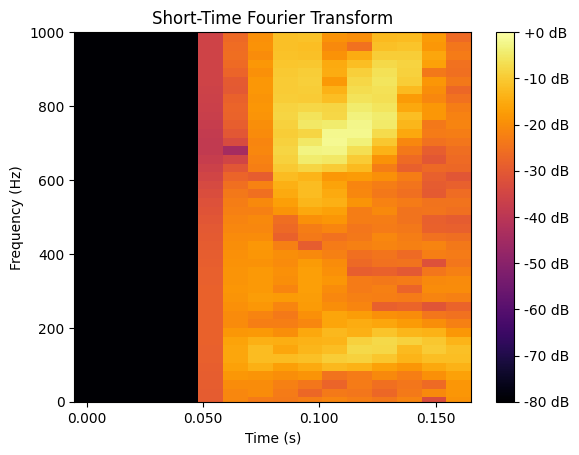 Short-Time Fourier Transform
Frequency (Hz)
1000
800
600
400
200
0
0.000
0.050
0.100
0.150
Time (s)
+0 dB
-10 dB
-20 dB
-30 dB
-40 dB
-50 dB
-60 dB
-70 dB
-80 dB